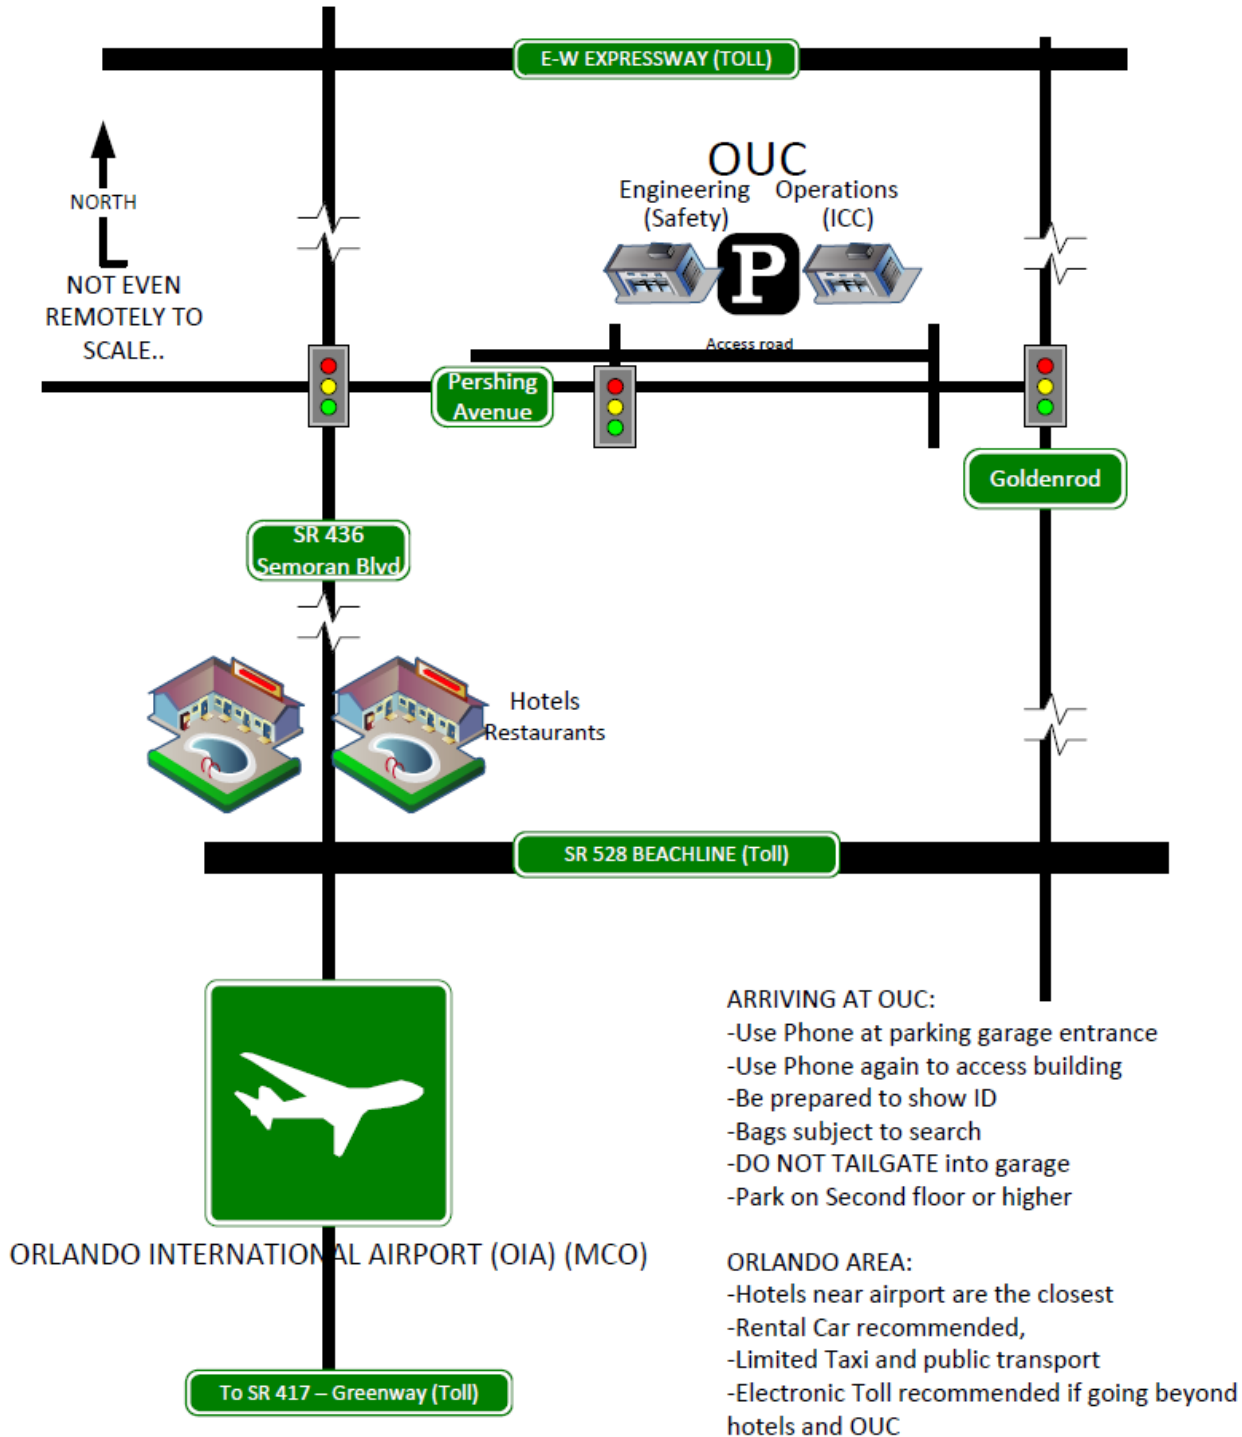 E-W EXPRESSWAY (TOLL)
NORTH
NOT EVEN
REMOTELY TO
SCALE..
OUC
Engineering
(Safety)
Operations
(ICC)
P
Access road
Pershing
Avenue
Goldenrod
SR 436
Semoran Blvd
Hotels
Restaurants
SR 528 BEACHLINE (Toll)
ORLANDO INTERNATIONAL AIRPORT (OIA) (MCO)
To SR 417 – Greenway (Toll)
ARRIVING AT OUC:
-Use Phone at parking garage entrance
-Use Phone again to access building
-Be prepared to show ID
-Bags subject to search
-DO NOT TAILGATE into garage
-Park on Second floor or higher
ORLANDO AREA:
-Hotels near airport are the closest
-Rental Car recommended,
-Limited Taxi and public transport
-Electronic Toll recommended if going beyond
hotels and OUC